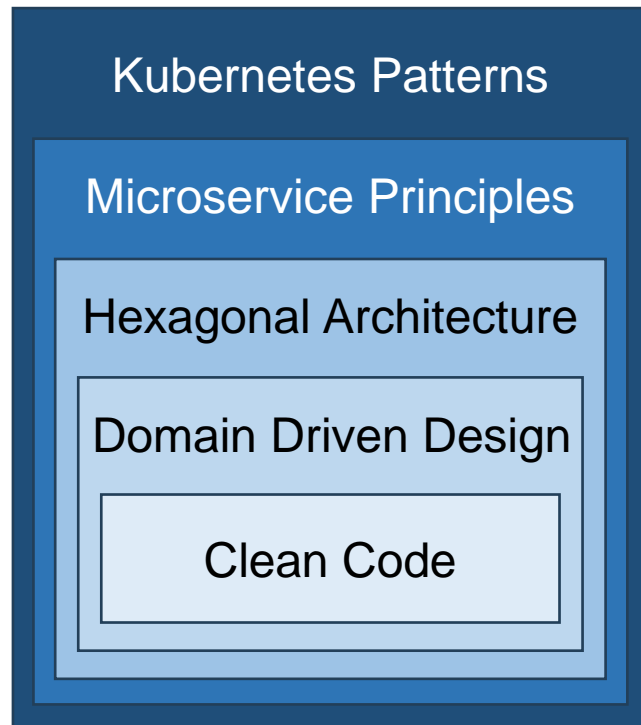 Kubernetes Patterns
Microservice Principles
Hexagonal Architecture
Domain Driven Design
Clean Code